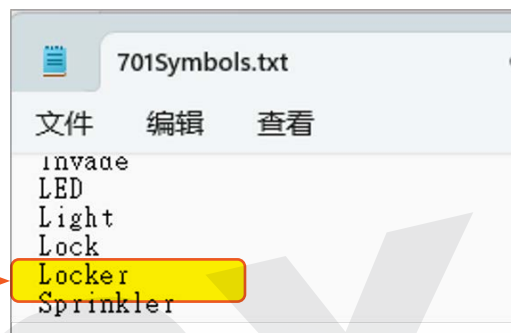 701Symbols.txt
文件 编辑 查看
Invade
LED
Light
Lock
Locker
Sprinkler